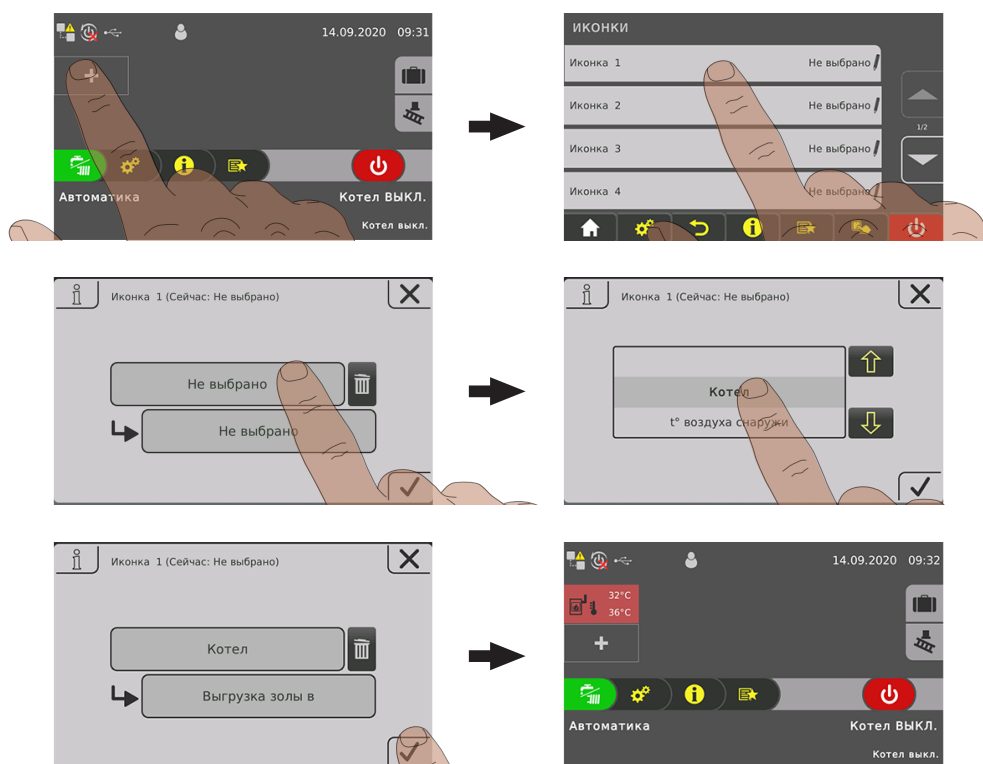 14.09.2020 09:31
+
Автоматика
Котел ВЫКЛ.
Котел выкл.
ИКОНКИ
Иконка 1 Не выбрано
Иконка 2 Не выбрано
1/2
Иконка 3 Не выбрано
Иконка 4 Не выбрано
Иконка 1 (Сейчас: Не выбрано)
Не выбрано
Не выбрано
Иконка 1 (Сейчас: Не выбрано)
Котел
t° воздуха снаружи
Иконка 1 (Сейчас: Не выбрано)
Котел
Выгрузка золы в
14.09.2020 09:32
32°C
36°C
+
Автоматика
Котел ВЫКЛ.
Котел выкл.